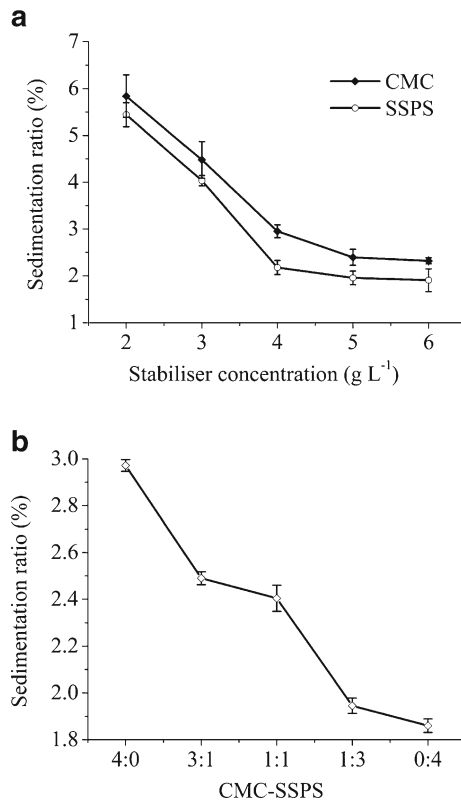 a
7
6
5
4
3
2
1
Sedimentation ratio (%)
CMC
SSPS
2 3 4 5 6
Stabiliser concentration (g L⁻¹)
b
3.0
2.8
2.6
2.4
2.2
2.0
1.8
Sedimentation ratio (%)
4:0 3:1 1:1 1:3 0:4
CMC-SSPS